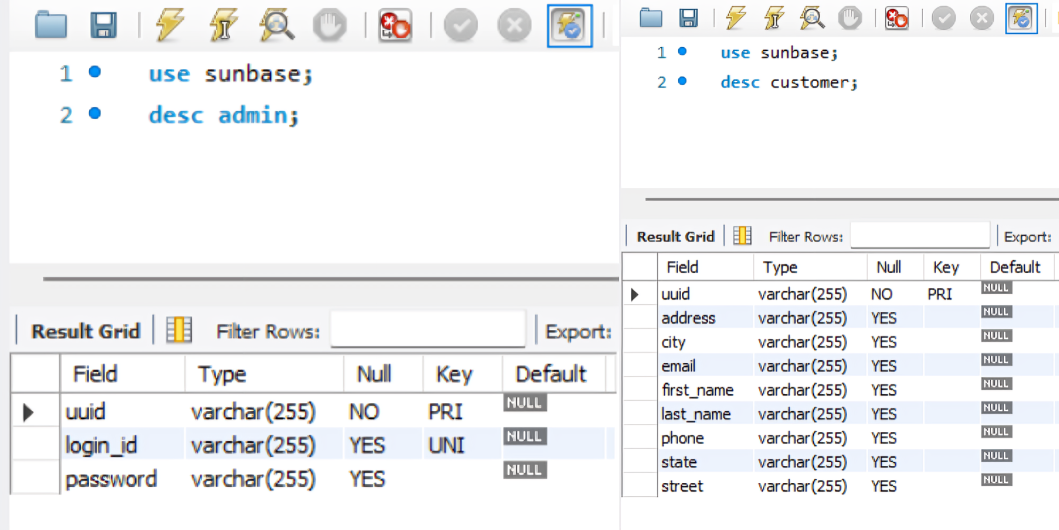 1 use sunbase;
2 desc admin;
Result Grid Filter Rows: Export:
Field Type Null Key Default
uuid varchar(255) NO PRI NULL
login_id varchar(255) YES UNI NULL
password varchar(255) YES NULL
1 use sunbase;
2 desc customer;
Result Grid Filter Rows: Export:
Field Type Null Key Default
uuid varchar(255) NO PRI NULL
address varchar(255) YES NULL
city varchar(255) YES NULL
email varchar(255) YES NULL
first_name varchar(255) YES NULL
last_name varchar(255) YES NULL
phone varchar(255) YES NULL
state varchar(255) YES NULL
street varchar(255) YES NULL